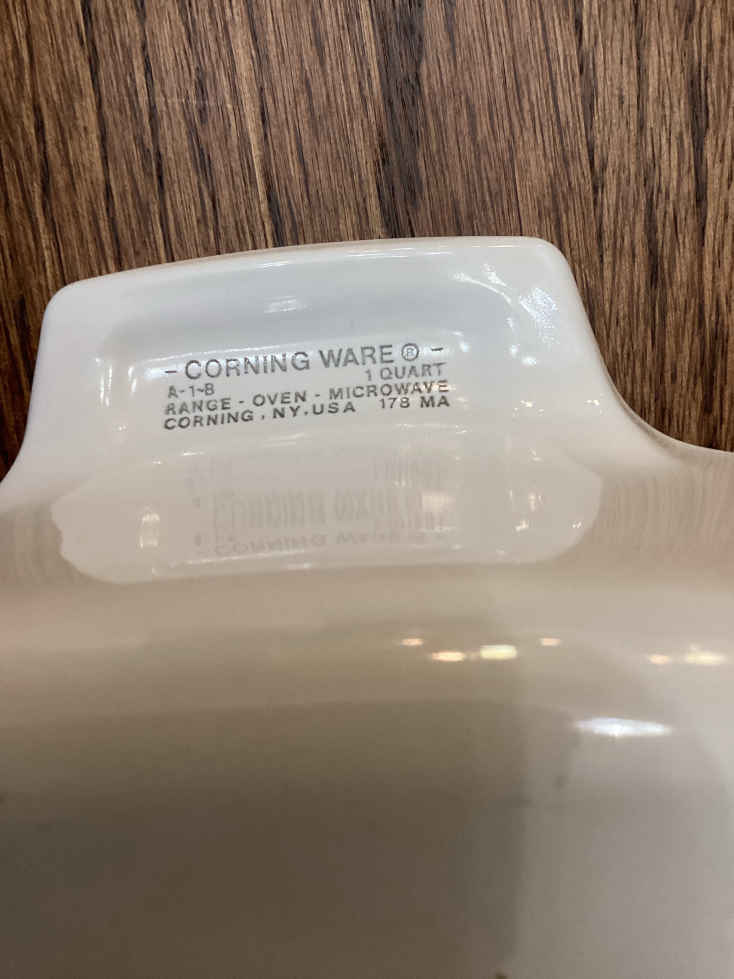 - CORNING WARE ® -
A-1-B 1 QUART
RANGE - OVEN - MICROWAVE
CORNING, NY, USA 178 MA